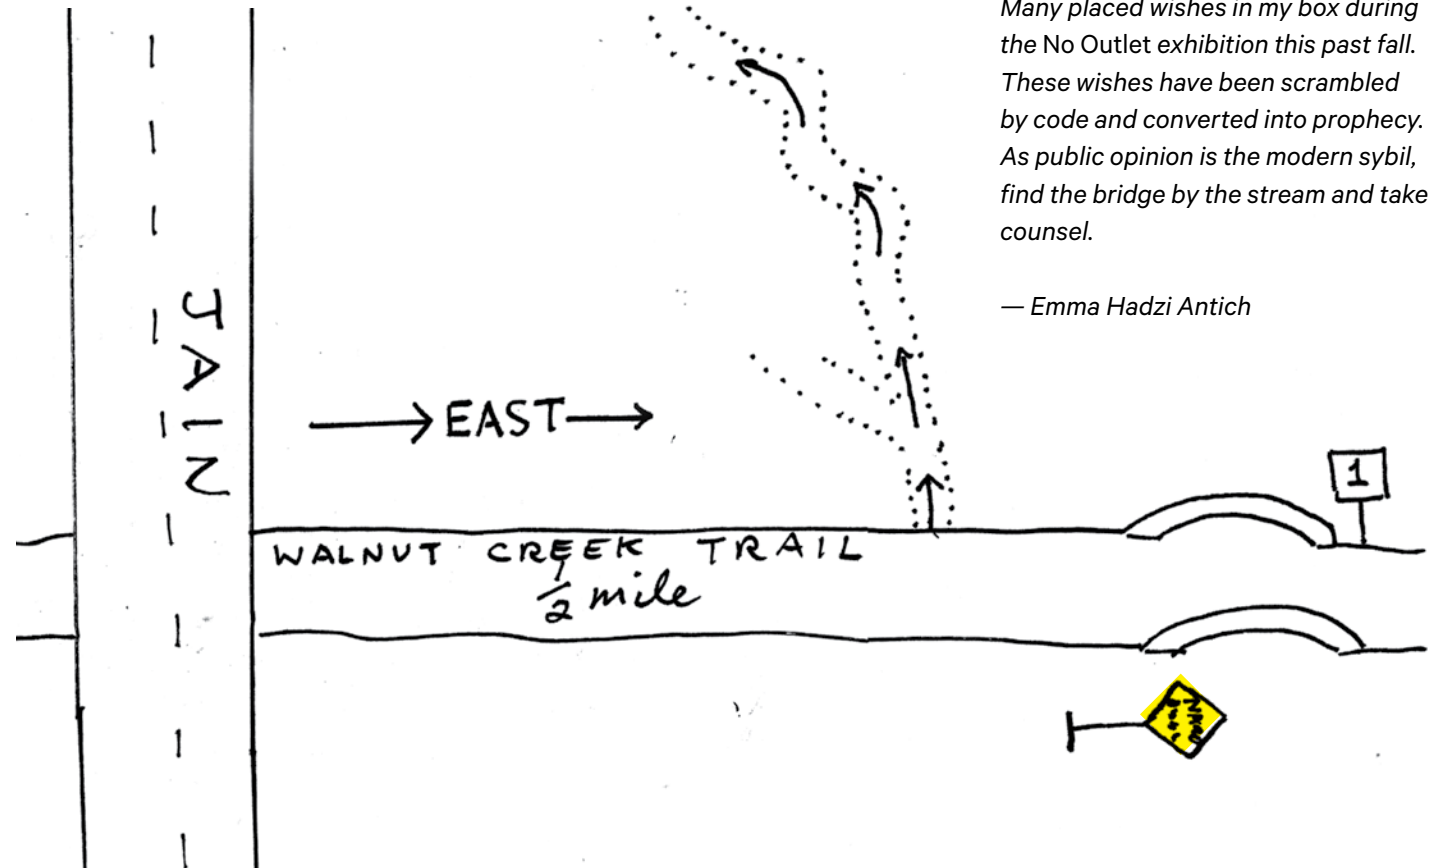 Many placed wishes in my box during
the No Outlet exhibition this past fall.
These wishes have been scrambled
by code and converted into prophecy.
As public opinion is the modern sybil,
find the bridge by the stream and take
counsel.
— Emma Hadzi Antich
JAIN
→ EAST →
1
WALNUT CREEK TRAIL
1/2 mile